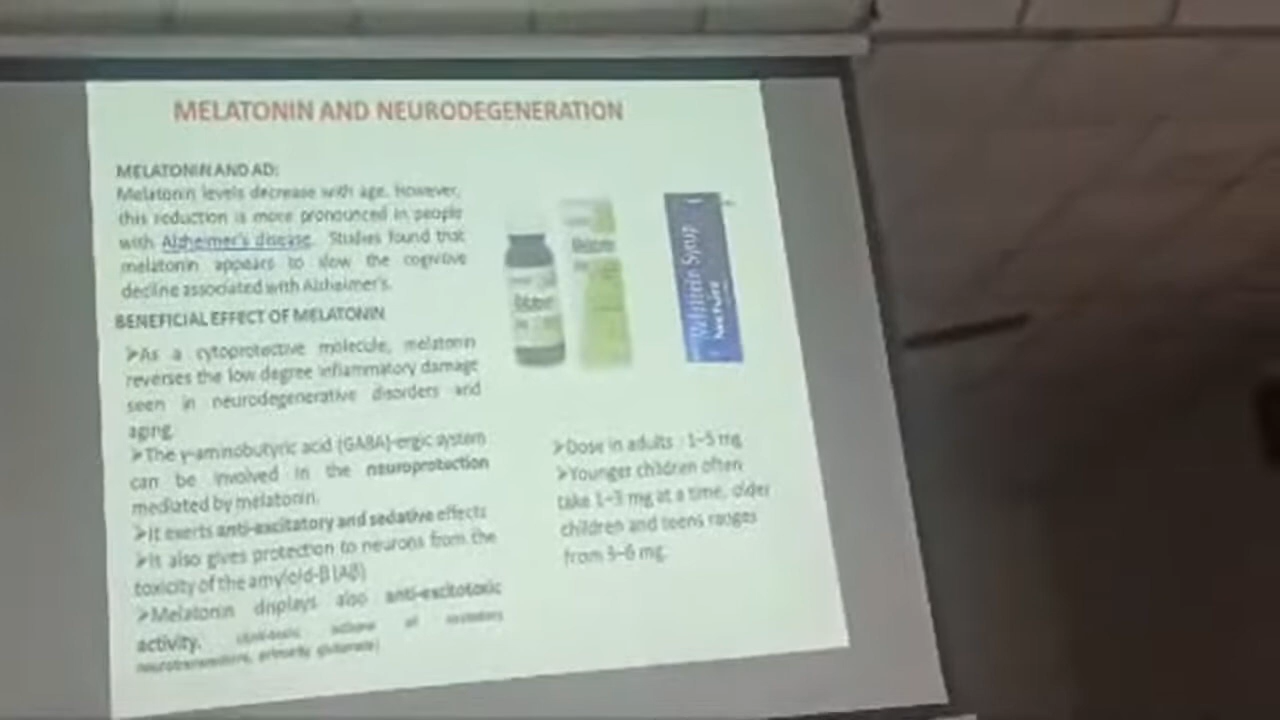 MELATONIN AND NEURODEGENERATION
MELATONIN AND AD:
Melatonin levels decrease with age. However,
this reduction is more pronounced in people
with Alzheimer's disease. Studies found that
melatonin appears to slow the cognitive
decline associated with Alzheimer's.
BENEFICIAL EFFECT OF MELATONIN
➢As a cytoprotective molecule, melatonin
reverses the low degree inflammatory damage
seen in neurodegenerative disorders and
aging.
➢The γ-aminobutyric acid (GABA)-ergic system
can be involved in the neuroprotection
mediated by melatonin.
➢It exerts anti-excitatory and sedative effects
➢It also gives protection to neurons from the
toxicity of the amyloid-β (Aβ)
➢Melatonin displays also anti-excitotoxic
activity.
neurotransmitters, primarily glutamate)
Syrup
➢Dose in adults : 1–5 mg
➢Younger children often
take 1–3 mg at a time, older
children and teens ranges
from 3–6 mg.